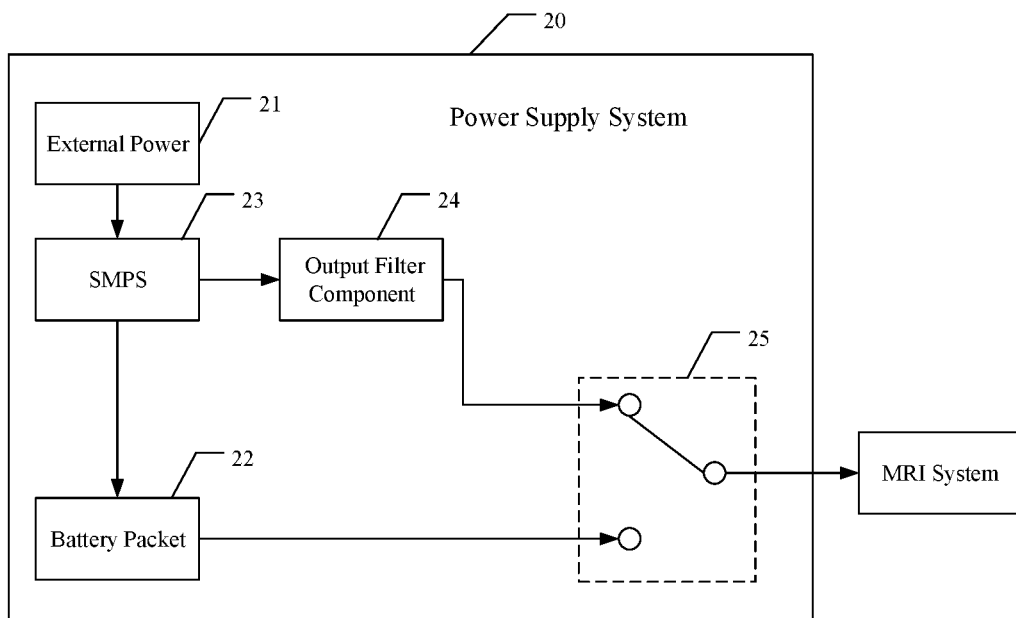 20
Power Supply System
21
External Power
23
SMPS
24
Output Filter
Component
25
22
Battery Packet
MRI System